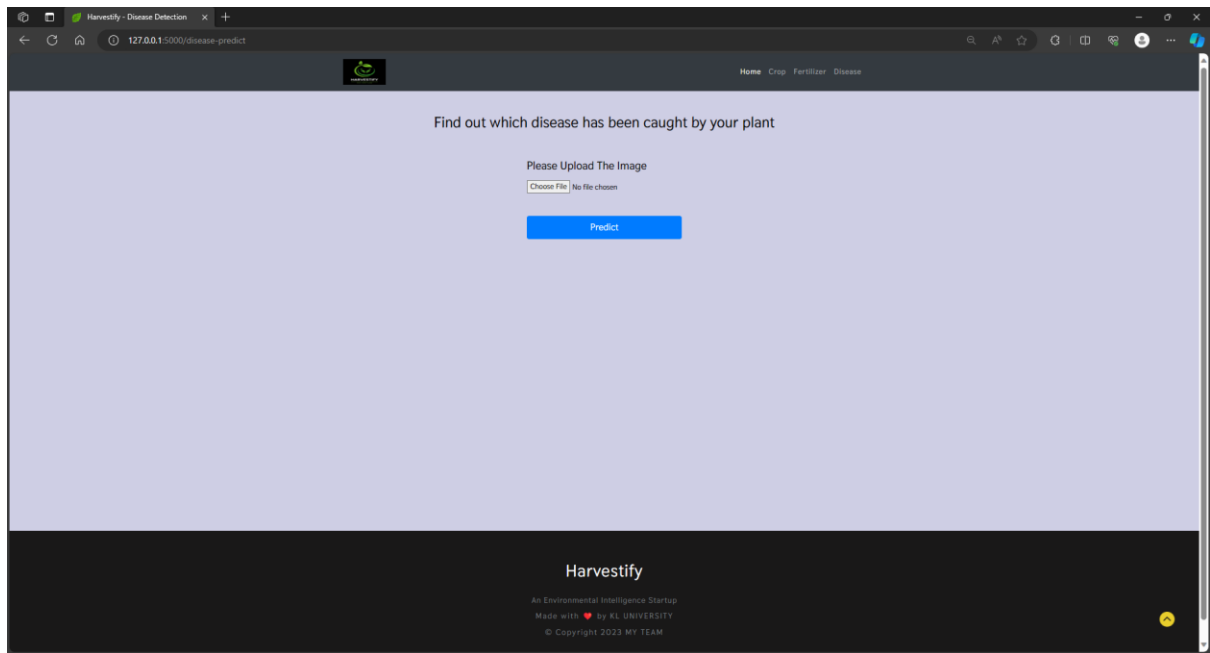 Harvestify - Disease Detection
127.0.0.1:5000/disease-predict
HARVESTIFY
Home Crop Fertilizer Disease
Find out which disease has been caught by your plant
Please Upload The Image
Choose File No file chosen
Predict
Harvestify
An Environmental Intelligence Startup
Made with ❤ by KL UNIVERSITY
© Copyright 2023 MY TEAM